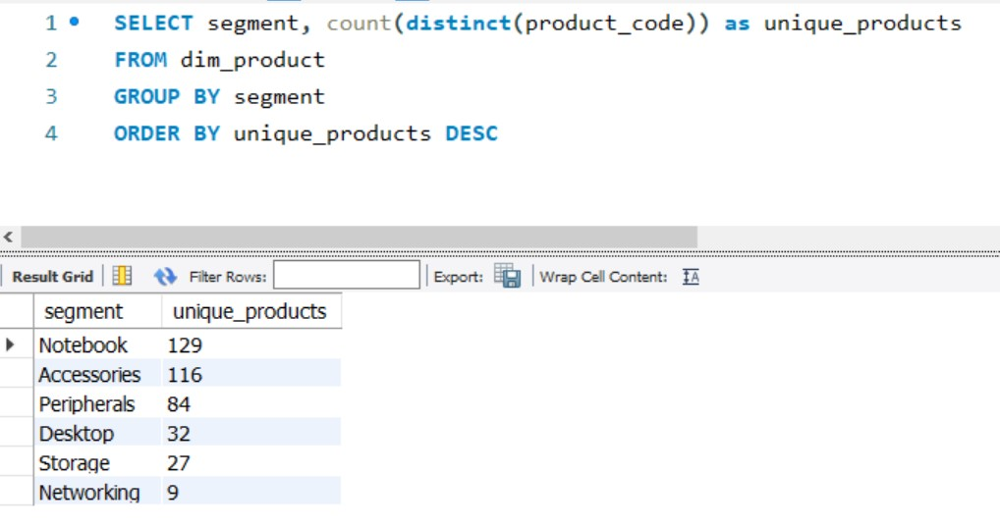 1 SELECT segment, count(distinct(product_code)) as unique_products
2 FROM dim_product
3 GROUP BY segment
4 ORDER BY unique_products DESC
Result Grid Filter Rows: Export: Wrap Cell Content: IA
segment unique_products
Notebook 129
Accessories 116
Peripherals 84
Desktop 32
Storage 27
Networking 9